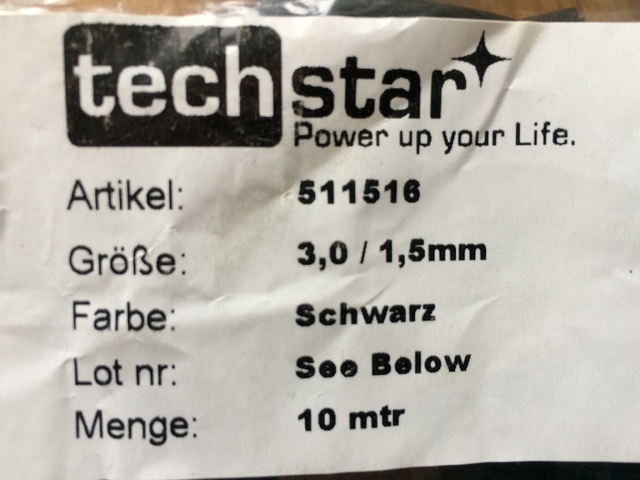 techstar
Power up your Life.
Artikel: 511516
Größe: 3,0 / 1,5mm
Farbe: Schwarz
Lot nr: See Below
Menge: 10 mtr